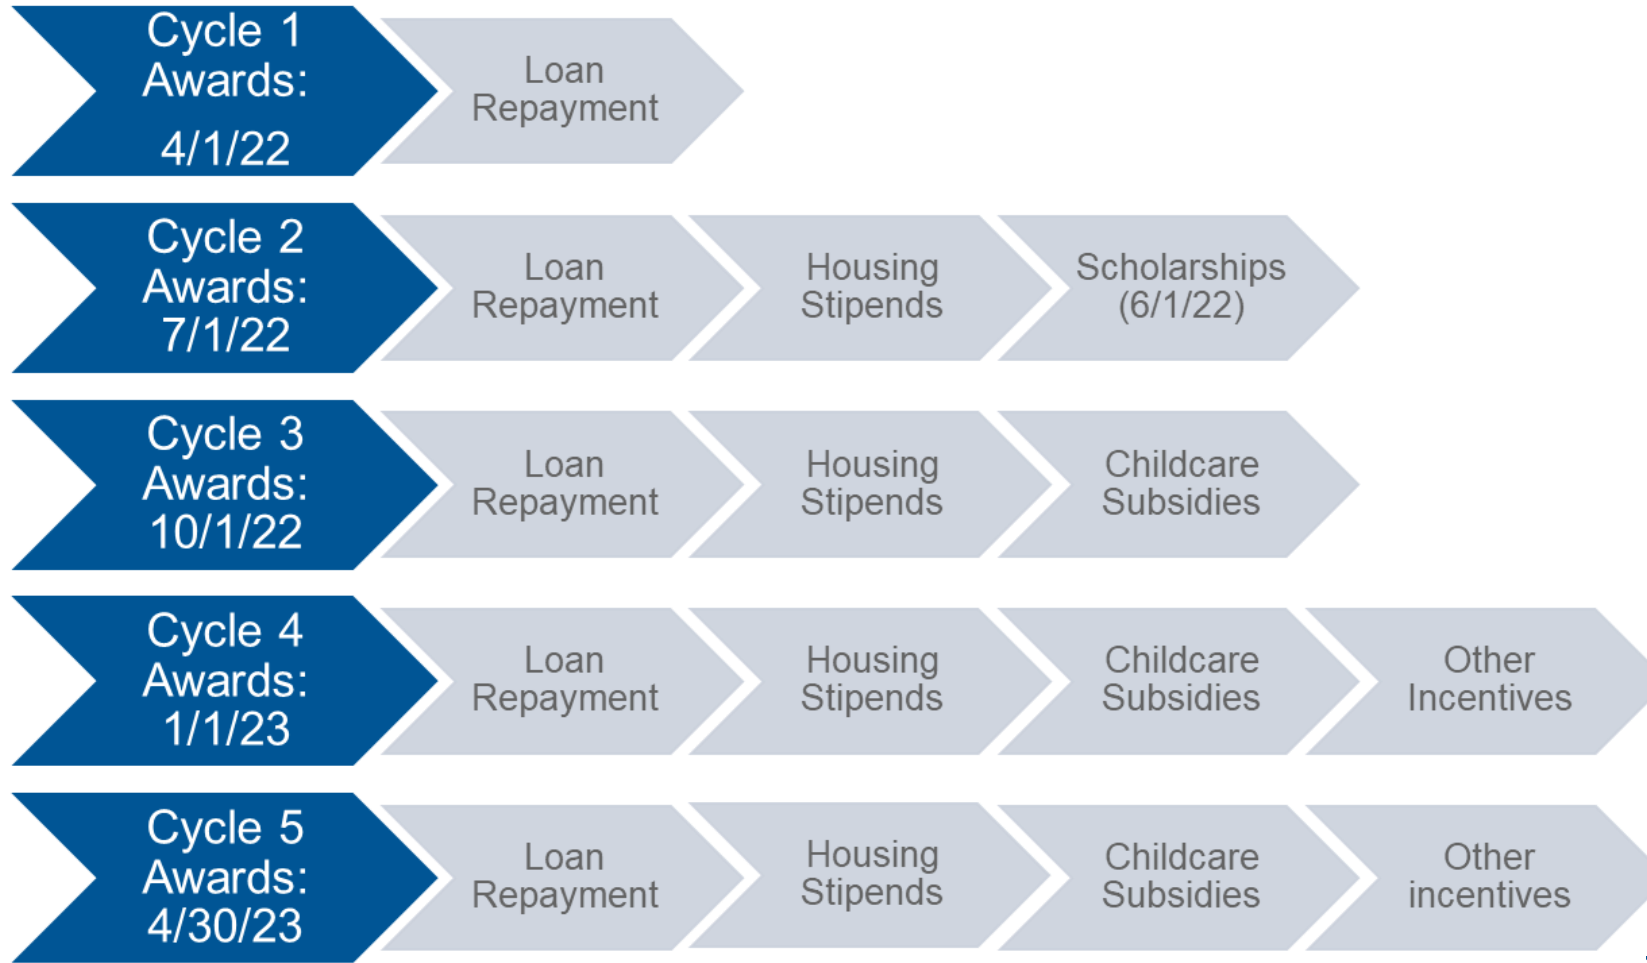 Cycle 1
Awards:
4/1/22
Loan
Repayment
Cycle 2
Awards:
7/1/22
Loan
Repayment
Housing
Stipends
Scholarships
(6/1/22)
Cycle 3
Awards:
10/1/22
Loan
Repayment
Housing
Stipends
Childcare
Subsidies
Cycle 4
Awards:
1/1/23
Loan
Repayment
Housing
Stipends
Childcare
Subsidies
Other
Incentives
Cycle 5
Awards:
4/30/23
Loan
Repayment
Housing
Stipends
Childcare
Subsidies
Other
incentives